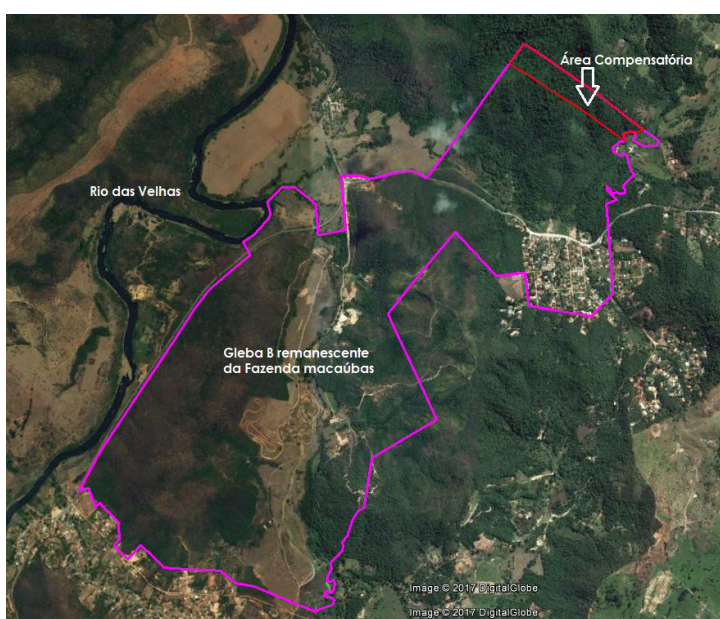 Área Compensatória
Rio das Velhas
Gleba B remanescente
da Fazenda macaúbas
Image © 2017 DigitalGlobe
Image © 2017 DigitalGlobe